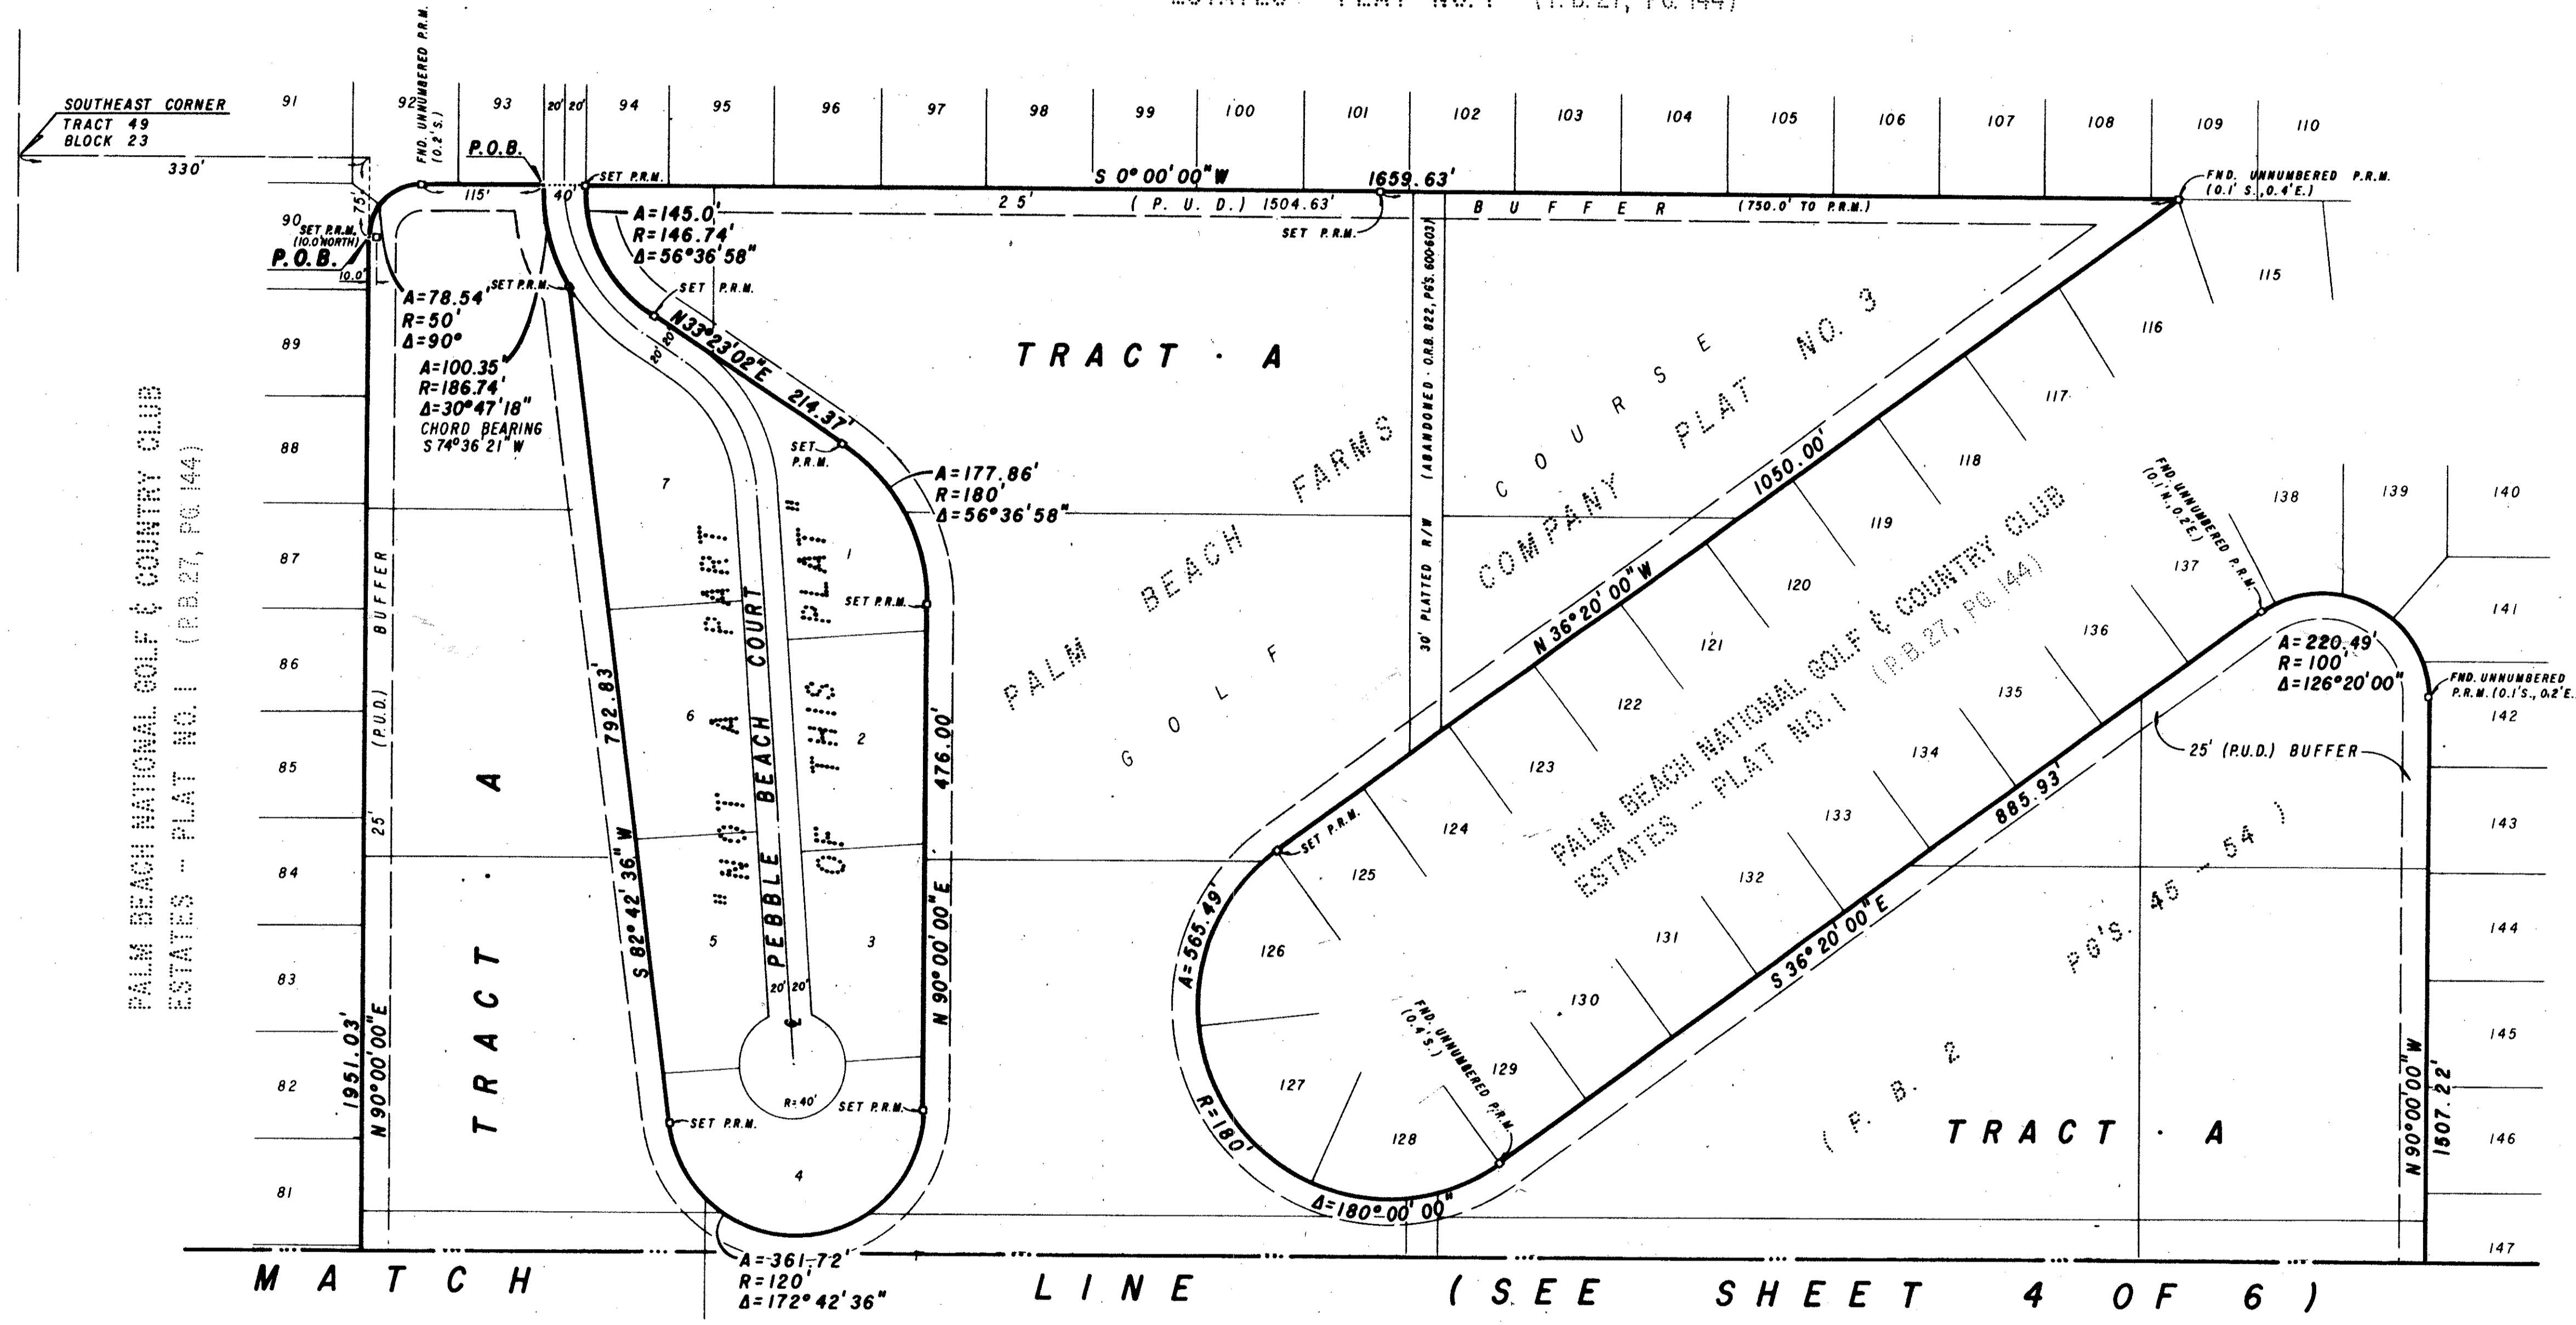 ESTATES - PLAT NO. 1 (P.B. 27, PG. 144)
SOUTHEAST CORNER
TRACT 49
BLOCK 23
330'
91
92
93
20' 20'
94
95
96
97
98
99
100
101
102
103
104
105
106
107
108
109
110
FND. UNNUMBERED P.R.M.
(0.2'S.)
P.O.B.
115'
40'
SET P.R.M.
S 0°00'00"W
1659.63'
25'
(P.U.D.) 1504.63'
BUFFER
(750.0' TO P.R.M.)
SET P.R.M.
FND. UNNUMBERED P.R.M.
(0.1' S., 0.4'E.)
75'
90
SET P.R.M.
(10.0'NORTH)
P.O.B.
10.0'
A=145.0'
R=146.74'
Δ=56°36'58"
SET P.R.M.
SET P.R.M.
A=78.54'
R=50'
Δ=90°
A=100.35'
R=186.74'
Δ=30°47'18"
CHORD BEARING
S 74°36'21"W
N33°23'02"E
214.37'
20' 20'
SET
P.R.M.
A=177.86'
R=180'
Δ=56°36'58"
TRACT · A
30' PLATTED R/W (ABANDONED · O.R.B. 822, PG'S. 600-603)
PALM BEACH FARMS
COMPANY PLAT NO. 3
GOLF COURSE
115
116
117
118
119
120
121
122
123
124
125
126
127
128
129
130
131
132
133
134
135
136
137
138
139
140
141
142
143
144
145
146
147
N 36°20'00"W
1050.00'
PALM BEACH NATIONAL GOLF & COUNTRY CLUB
ESTATES -- PLAT NO. 1 (P.B. 27, PG. 144)
FND. UNNUMBERED P.R.M.
(0.1'N., 0.2'E.)
A=220.49'
R=100'
Δ=126°20'00"
FND. UNNUMBERED
P.R.M. (0.1'S., 0.2'E.
25' (P.U.D.) BUFFER
885.93'
S 36°20'00"E
(P. B. 2 PG'S. 45 - 54)
TRACT · A
N 90°00'00"W
1507.22'
SET P.R.M.
A=565.49'
R=180'
Δ=180°00'00"
FND. UNNUMBERED P.R.M.
(0.4'S.)
PALM BEACH NATIONAL GOLF & COUNTRY CLUB
ESTATES -- PLAT NO. 1 (P.B. 27, PG. 144)
89
88
87
86
85
84
83
82
81
25' (P.U.D.) BUFFER
1951.03'
N 90°00'00"E
TRACT · A
792.83'
S 82°42'36"W
7
6
5
4
3
2
1
"NOT A PART
OF THIS PLAT"
PEBBLE BEACH COURT
20' 20'
℄
R=40'
SET P.R.M.
476.00'
N 90°00'00"E
SET P.R.M.
SET P.R.M.
A=361.72'
R=120'
Δ=172°42'36"
MATCH LINE (SEE SHEET 4 OF 6)